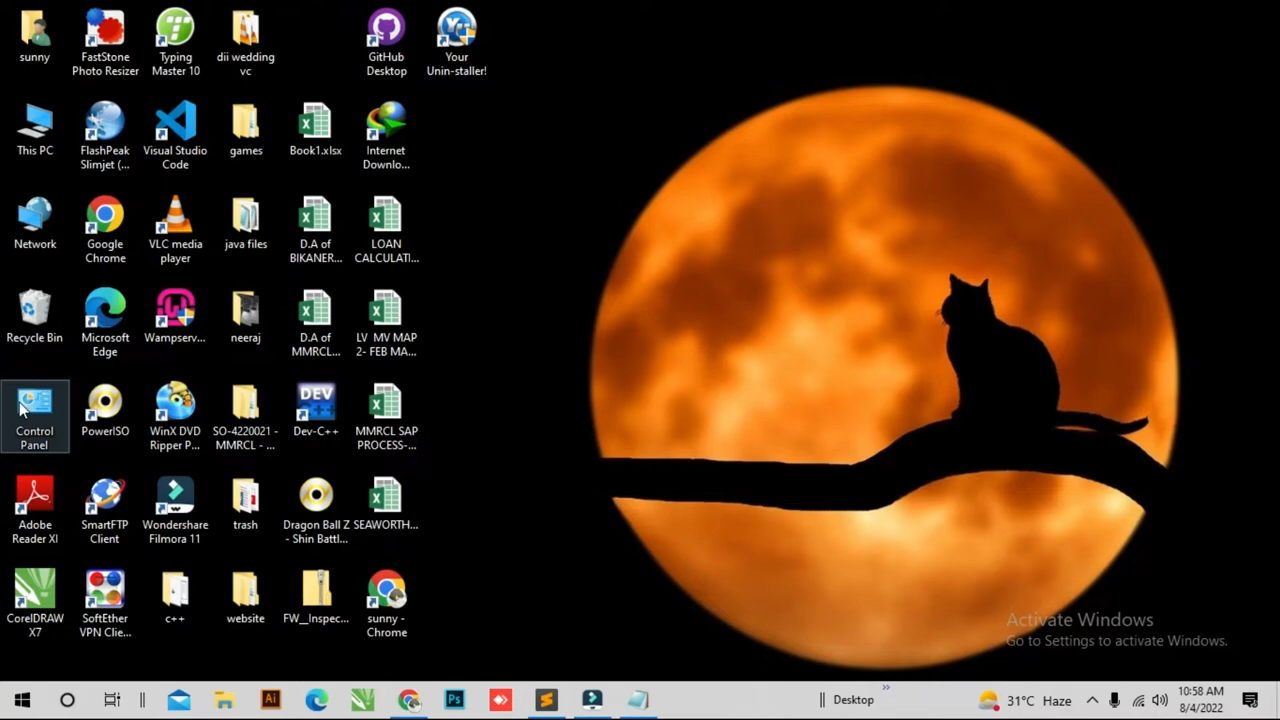 sunny
FastStone
Photo Resizer
Typing
Master 10
dii wedding
vc
GitHub
Desktop
Your
Unin-staller!
This PC
FlashPeak
Slimjet (...
Visual Studio
Code
games
Book1.xlsx
Internet
Downlo...
Network
Google
Chrome
VLC media
player
java files
D.A of
BIKANER...
LOAN
CALCULATI...
Recycle Bin
Microsoft
Edge
Wampserv...
neeraj
D.A of
MMRCL...
LV MV MAP
2- FEB MA...
Control
Panel
PowerISO
WinX DVD
Ripper P...
SO-4220021 -
MMRCL - ...
DEV
Dev-C++
MMRCL SAP
PROCESS-...
Adobe
Reader XI
SmartFTP
Client
Wondershare
Filmora 11
trash
Dragon Ball Z
- Shin Battl...
SEAWORTH...
CorelDRAW
X7
SoftEther
VPN Clie...
c++
website
FW__Inspec...
sunny -
Chrome
Activate Windows
Go to Settings to activate Windows.
Ai
Ps
Desktop
31°C Haze
10:58 AM
8/4/2022